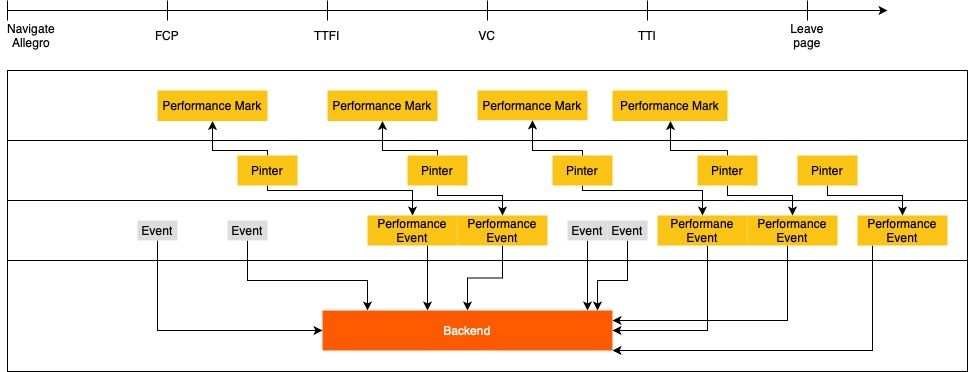 Navigate
Allegro
FCP
TTFI
VC
TTI
Leave
page
Performance Mark
Performance Mark
Performance Mark
Performance Mark
Pinter
Pinter
Pinter
Pinter
Pinter
Event
Event
Performance
Event
Performance
Event
Event
Event
Performane
Event
Performance
Event
Performance
Event
Backend